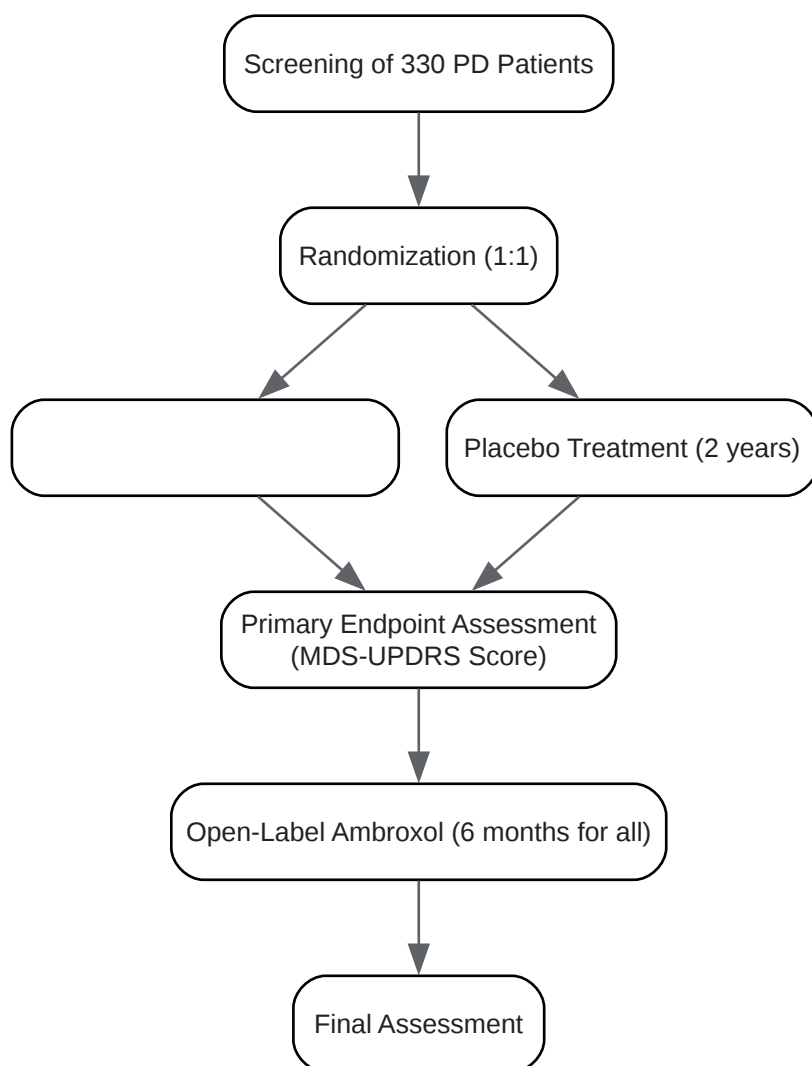 Screening of 330 PD Patients
Randomization (1:1)
Placebo Treatment (2 years)
Primary Endpoint Assessment
(MDS-UPDRS Score)
Open-Label Ambroxol (6 months for all)
Final Assessment